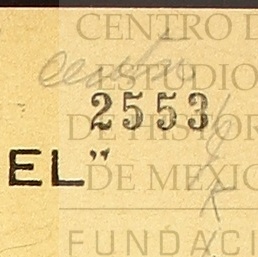 CENTRO D
ESTUDIO
2553
DE HISTOR
EL"
DE MEXIC
FUNDACI